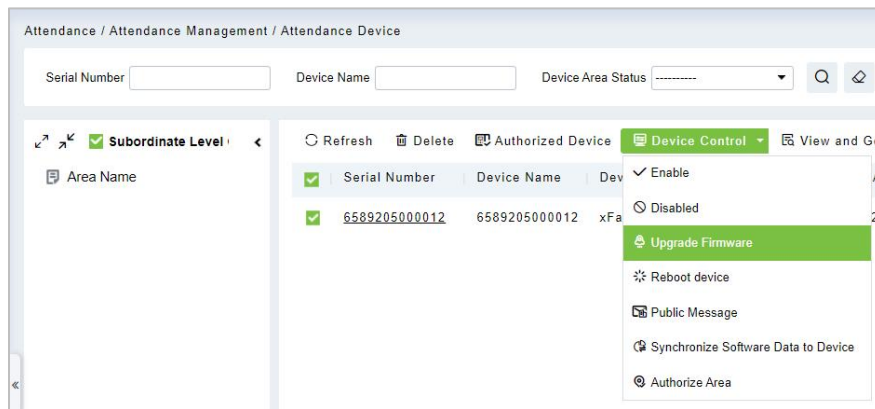 Attendance / Attendance Management / Attendance Device
Serial Number Device Name Device Area Status ----------
Subordinate Level Refresh Delete Authorized Device Device Control View and G
Area Name Serial Number Device Name Dev Enable
6589205000012 6589205000012 xFa Disabled
Upgrade Firmware
Reboot device
Public Message
Synchronize Software Data to Device
Authorize Area